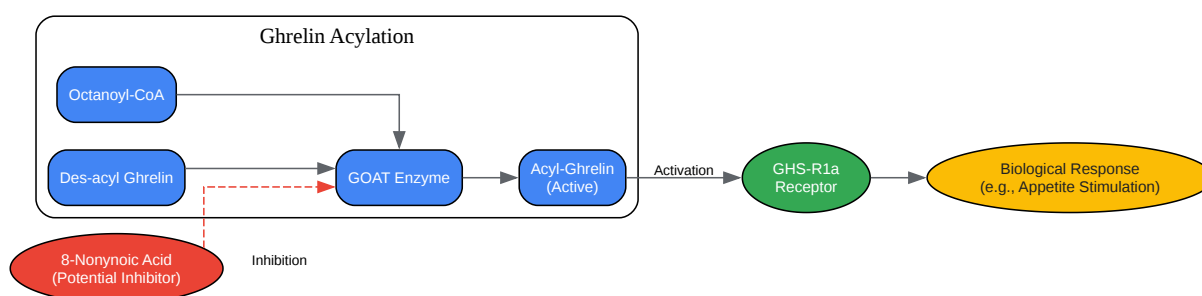 Ghrelin Acylation
Octanoyl-CoA
Des-acyl Ghrelin
GOAT Enzyme
Acyl-Ghrelin
(Active)
Activation
GHS-R1a
Receptor
Biological Response
(e.g., Appetite Stimulation)
8-Nonynoic Acid
(Potential Inhibitor)
Inhibition